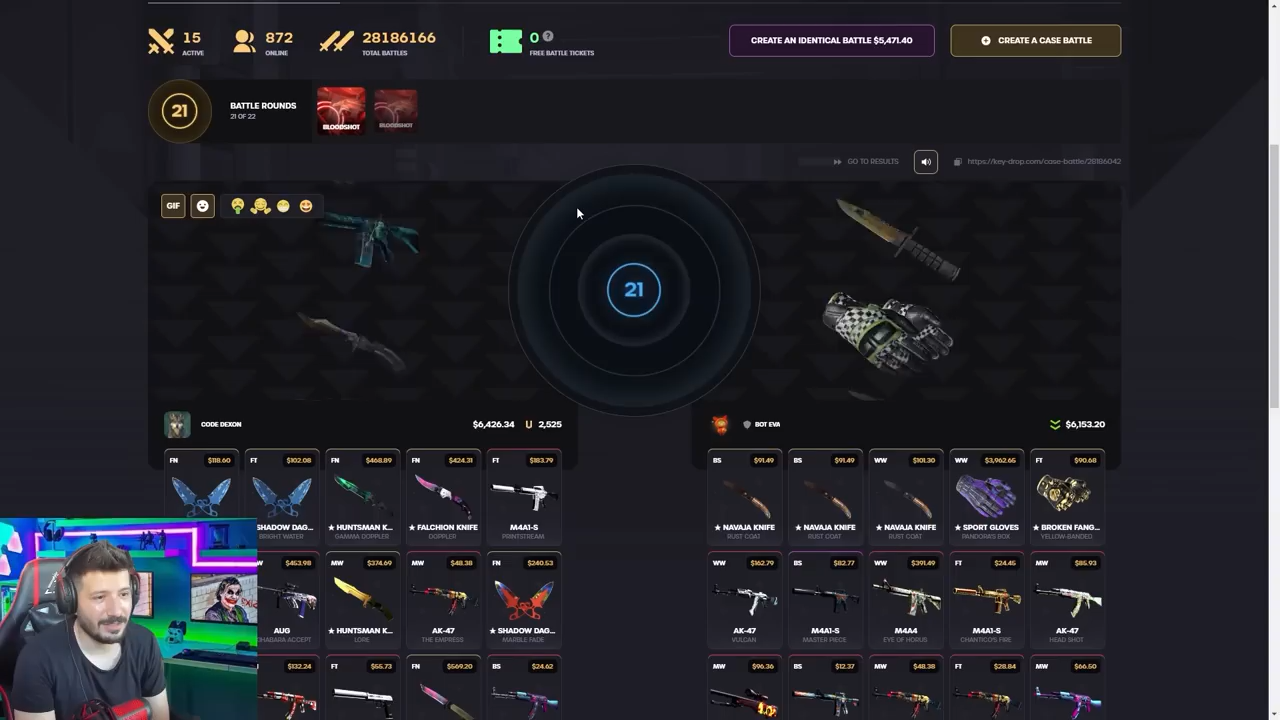 15
ACTIVE
872
ONLINE
28186166
TOTAL BATTLES
0
?
FREE BATTLE TICKETS
CREATE AN IDENTICAL BATTLE $5,471.40
CREATE A CASE BATTLE
21
BATTLE ROUNDS
21 OF 22
BLOODSHOT
BLOODSHOT
GO TO RESULTS
https://key-drop.com/case-battle/28186042
GIF
21
CODE DEXON
$6,426.34
2,525
BOT EVA
$6,153.20
FN $118.60
FT $102.08
FN $468.89
FN $424.31
FT $183.79
SHADOW DAG...
★ HUNTSMAN K...
★ FALCHION KNIFE
M4A1-S
BRIGHT WATER
GAMMA DOPPLER
DOPPLER
PRINTSTREAM
BS $91.49
BS $91.49
WW $101.30
WW $3,962.65
FT $90.68
★ NAVAJA KNIFE
★ NAVAJA KNIFE
★ NAVAJA KNIFE
★ SPORT GLOVES
★ BROKEN FANG...
RUST COAT
RUST COAT
RUST COAT
PANDORA'S BOX
YELLOW-BANDED
$453.98
MW $374.69
MW $48.38
FN $240.53
AUG
★ HUNTSMAN K...
AK-47
★ SHADOW DAG...
CHABARA ACCEPT
LORE
THE EMPRESS
MARBLE FADE
WW $162.79
BS $82.77
WW $391.49
FT $24.45
MW $85.93
AK-47
M4A1-S
M4A4
M4A1-S
AK-47
VULCAN
MASTER PIECE
EYE OF HORUS
CHANTICO'S FIRE
HEAD SHOT
$132.24
FT $55.73
FN $569.20
BS $24.62
MW $96.36
BS $12.37
MW $48.38
FT $28.84
MW $66.50